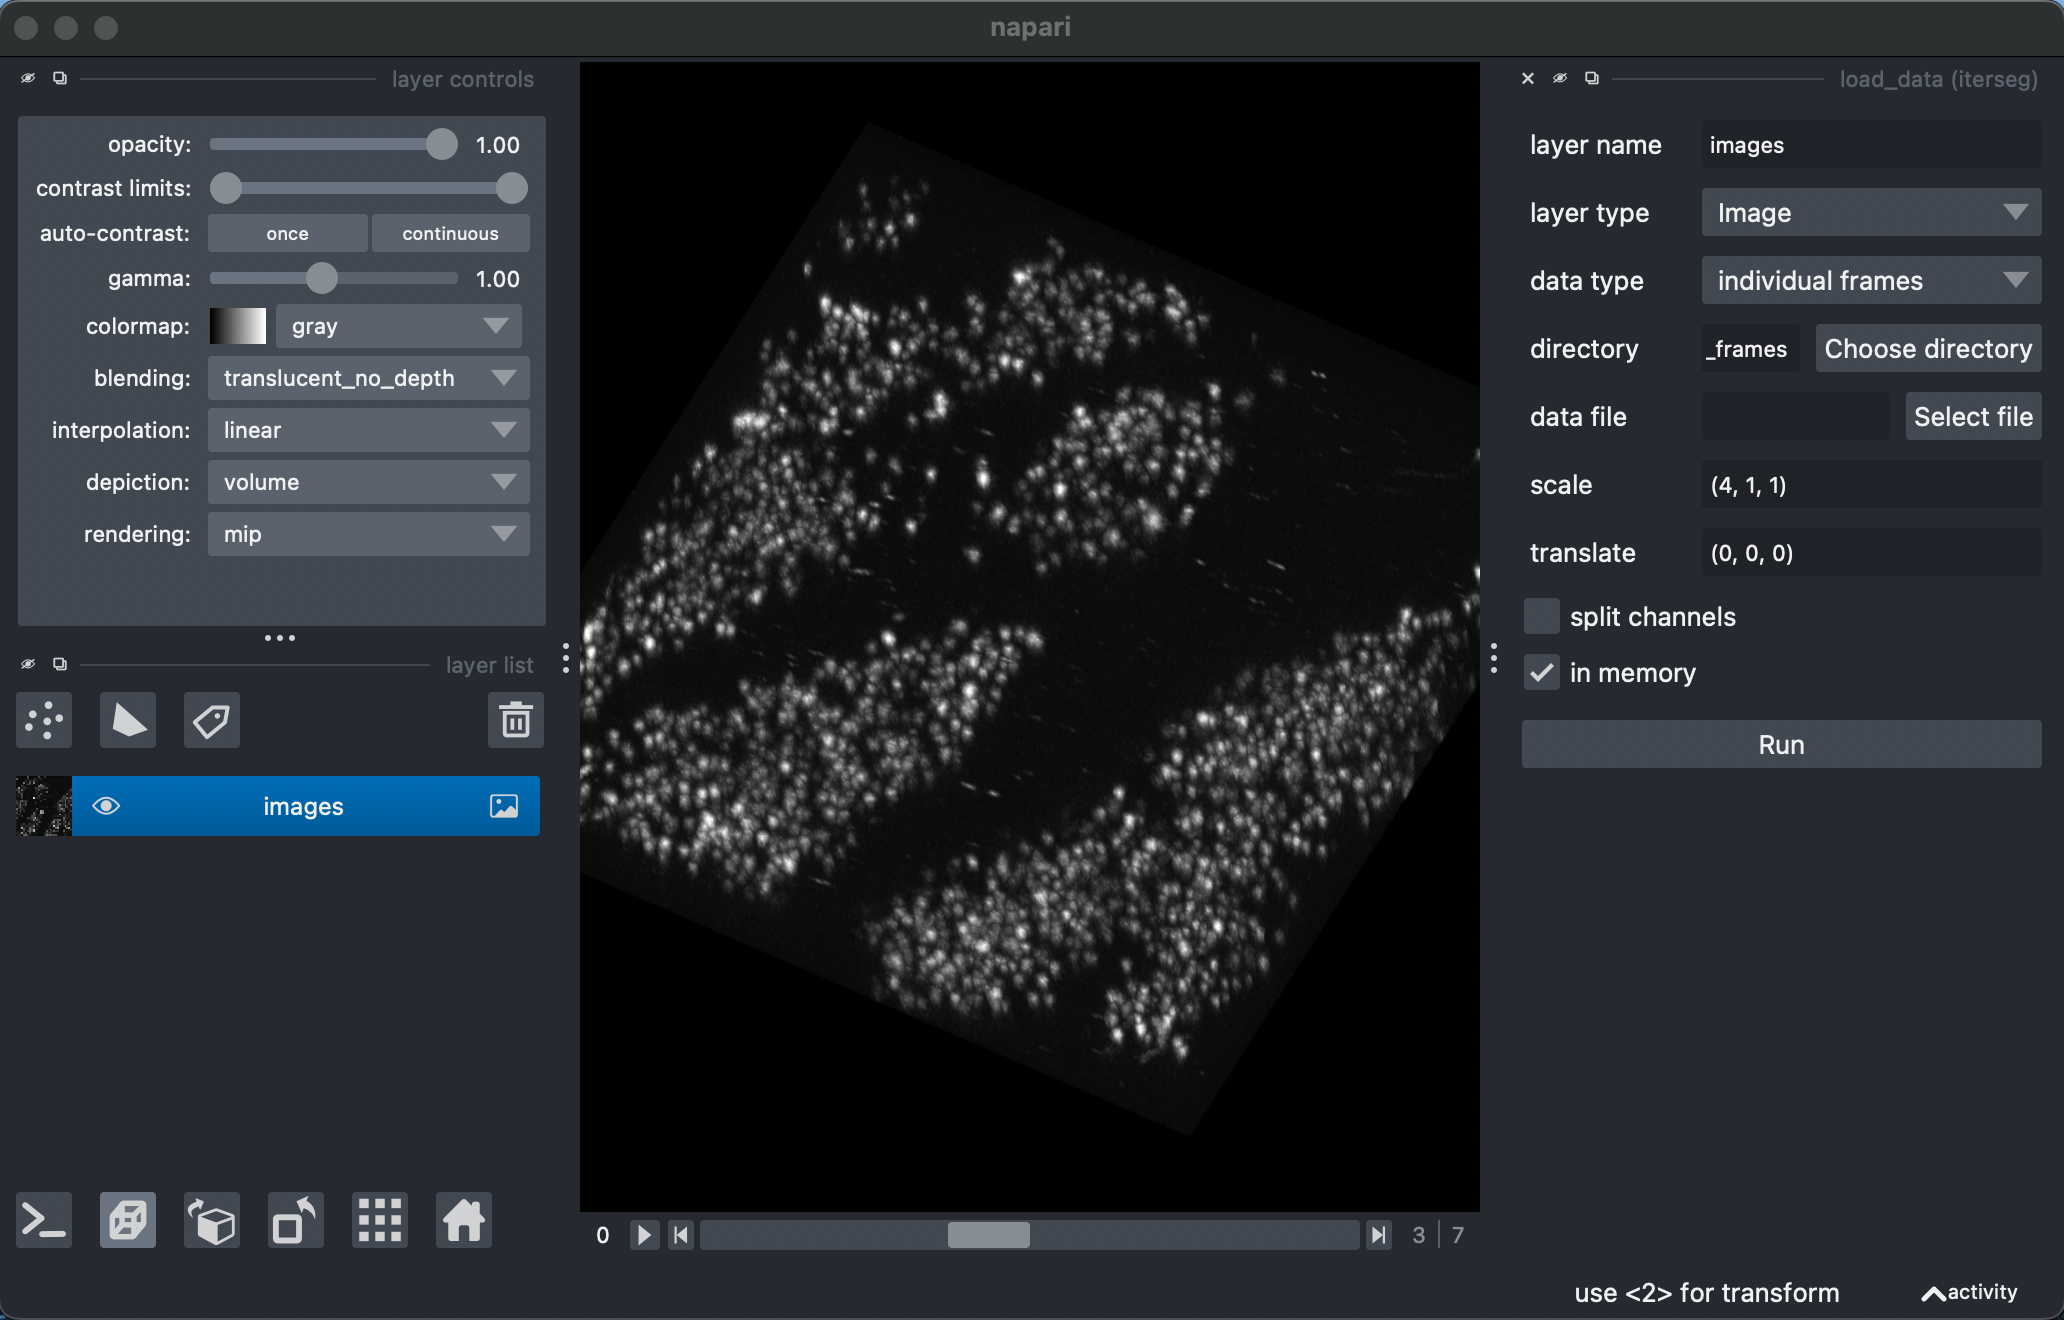 napari
layer controls
opacity: 1.00
contrast limits:
auto-contrast: once continuous
gamma: 1.00
colormap: gray
blending: translucent_no_depth
interpolation: linear
depiction: volume
rendering: mip
layer list
images
0 3 7
load_data (iterseg)
layer name images
layer type Image
data type individual frames
directory _frames Choose directory
data file Select file
scale (4, 1, 1)
translate (0, 0, 0)
split channels
in memory
Run
use <2> for transform
activity